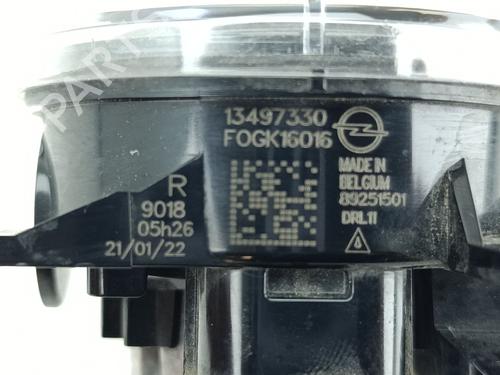 13497330
FOGK16016
MADE IN
BELGIUM
89251501
DRL11
R
9018
05h26
21/01/22
PARTS